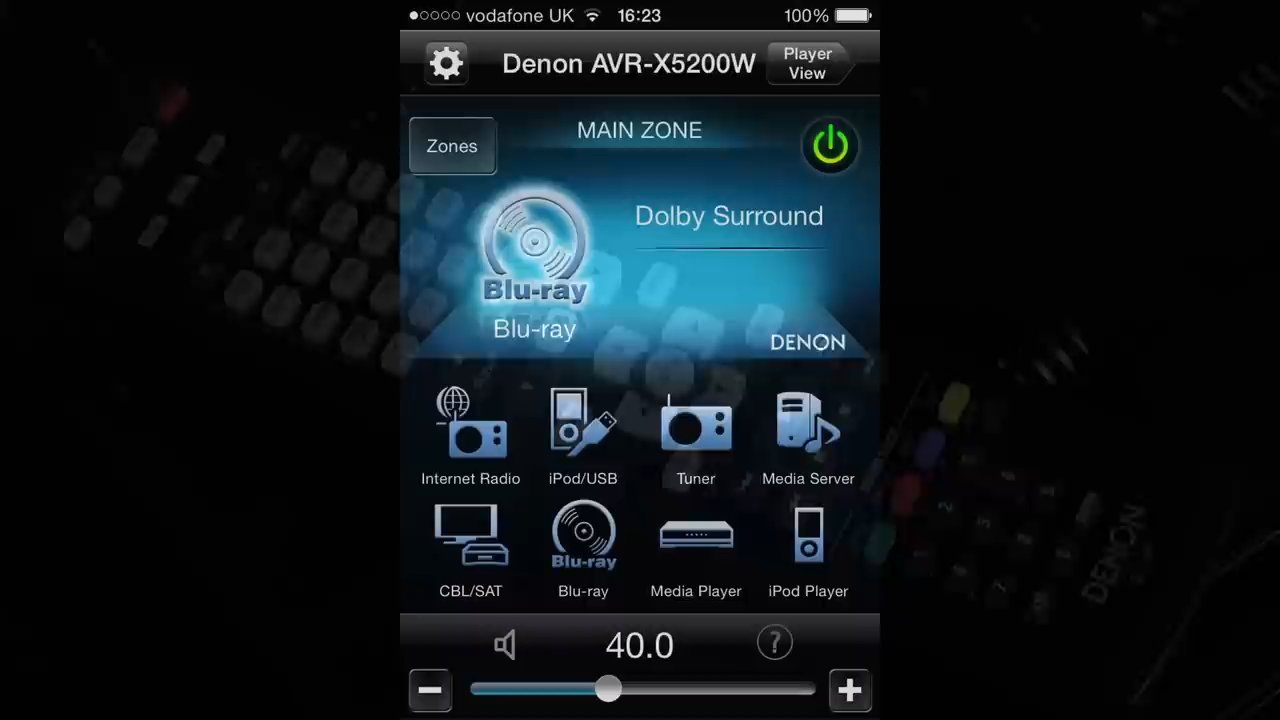 vodafone UK 16:23 100%
Denon AVR-X5200W
Player
View
Zones
MAIN ZONE
Dolby Surround
Blu-ray
Blu-ray
DENON
Internet Radio iPod/USB Tuner Media Server
Blu-ray
CBL/SAT Blu-ray Media Player iPod Player
40.0 ?
DENON